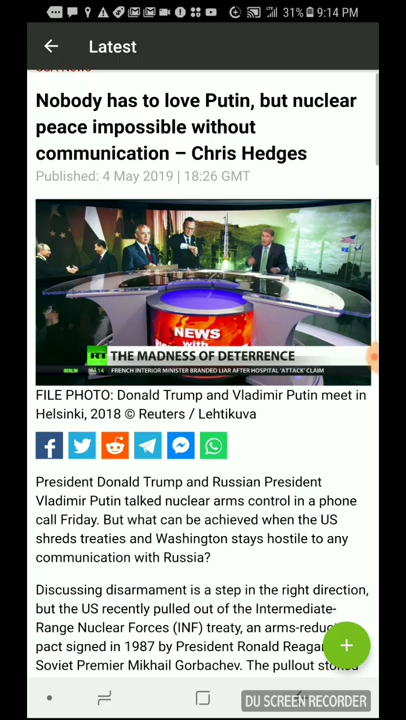 31% 9:14 PM
Latest
USA News
Nobody has to love Putin, but nuclear
peace impossible without
communication – Chris Hedges
Published: 4 May 2019 | 18:26 GMT
NEWS
with
RT THE MADNESS OF DETERRENCE
BERLIN FRENCH INTERIOR MINISTER BRANDED LIAR AFTER HOSPITAL 'ATTACK' CLAIM
FILE PHOTO: Donald Trump and Vladimir Putin meet in
Helsinki, 2018 © Reuters / Lehtikuva
President Donald Trump and Russian President
Vladimir Putin talked nuclear arms control in a phone
call Friday. But what can be achieved when the US
shreds treaties and Washington stays hostile to any
communication with Russia?
Discussing disarmament is a step in the right direction,
but the US recently pulled out of the Intermediate-
Range Nuclear Forces (INF) treaty, an arms-reduc
pact signed in 1987 by President Ronald Reaga
Soviet Premier Mikhail Gorbachev. The pullout stoked
DU SCREEN RECORDER